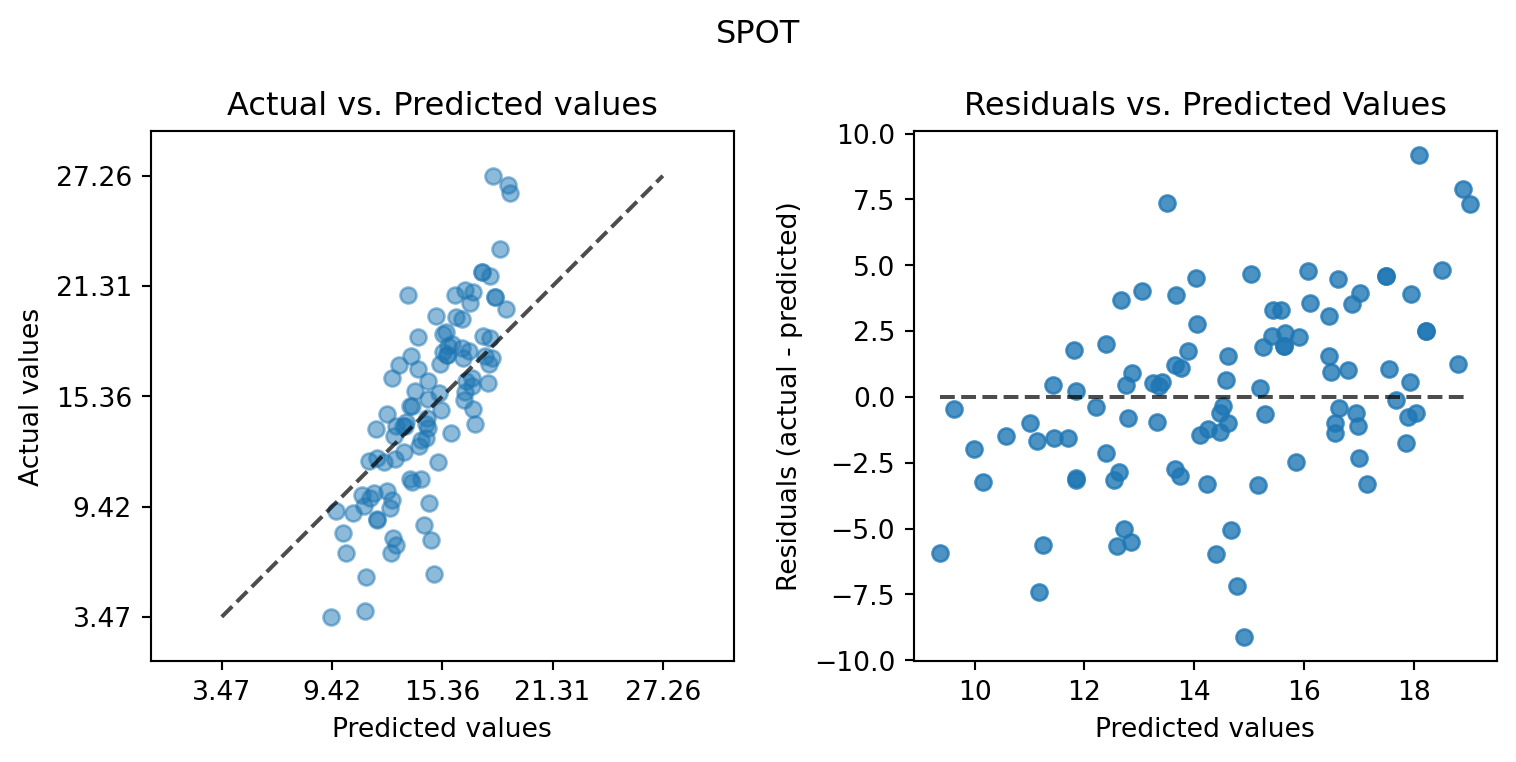 SPOT
Actual vs. Predicted values
27.26
21.31
15.36
9.42
3.47
Actual values
3.47 9.42 15.36 21.31 27.26
Predicted values
Residuals vs. Predicted Values
10.0
7.5
5.0
2.5
0.0
−2.5
−5.0
−7.5
−10.0
Residuals (actual - predicted)
10 12 14 16 18
Predicted values